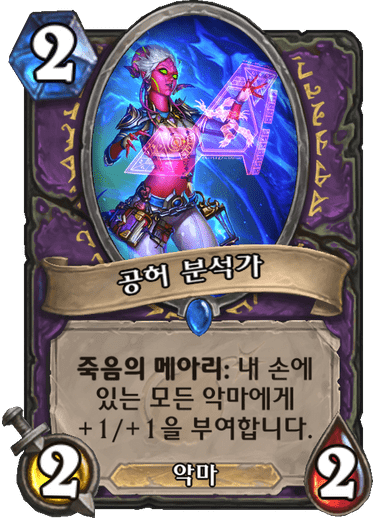 2
공허 분석가
죽음의 메아리: 내 손에
있는 모든 악마에게
+1/+1을 부여합니다.
2
악마
2